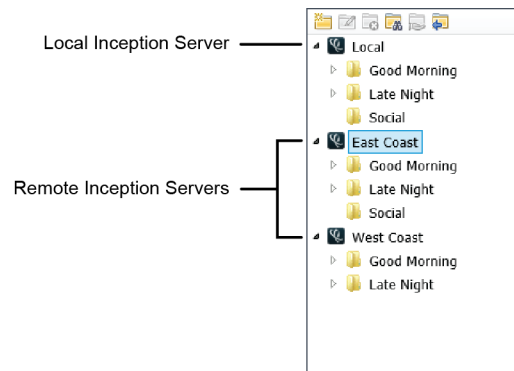 Local Inception Server
Local
Good Morning
Late Night
Social
East Coast
Good Morning
Remote Inception Servers
Late Night
Social
West Coast
Good Morning
Late Night